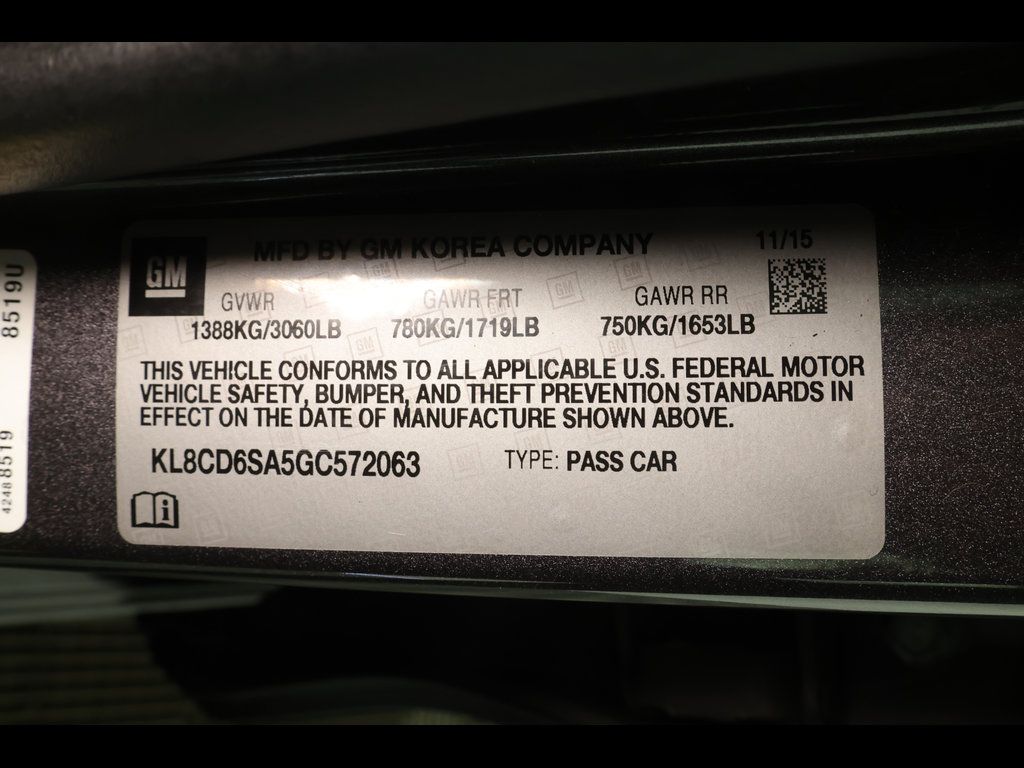 GM
MFD BY GM KOREA COMPANY
11/15
GVWR
GAWR FRT
GAWR RR
1388KG/3060LB
780KG/1719LB
750KG/1653LB
THIS VEHICLE CONFORMS TO ALL APPLICABLE U.S. FEDERAL MOTOR
VEHICLE SAFETY, BUMPER, AND THEFT PREVENTION STANDARDS IN
EFFECT ON THE DATE OF MANUFACTURE SHOWN ABOVE.
KL8CD6SA5GC572063
TYPE: PASS CAR
i
8519U
42488519